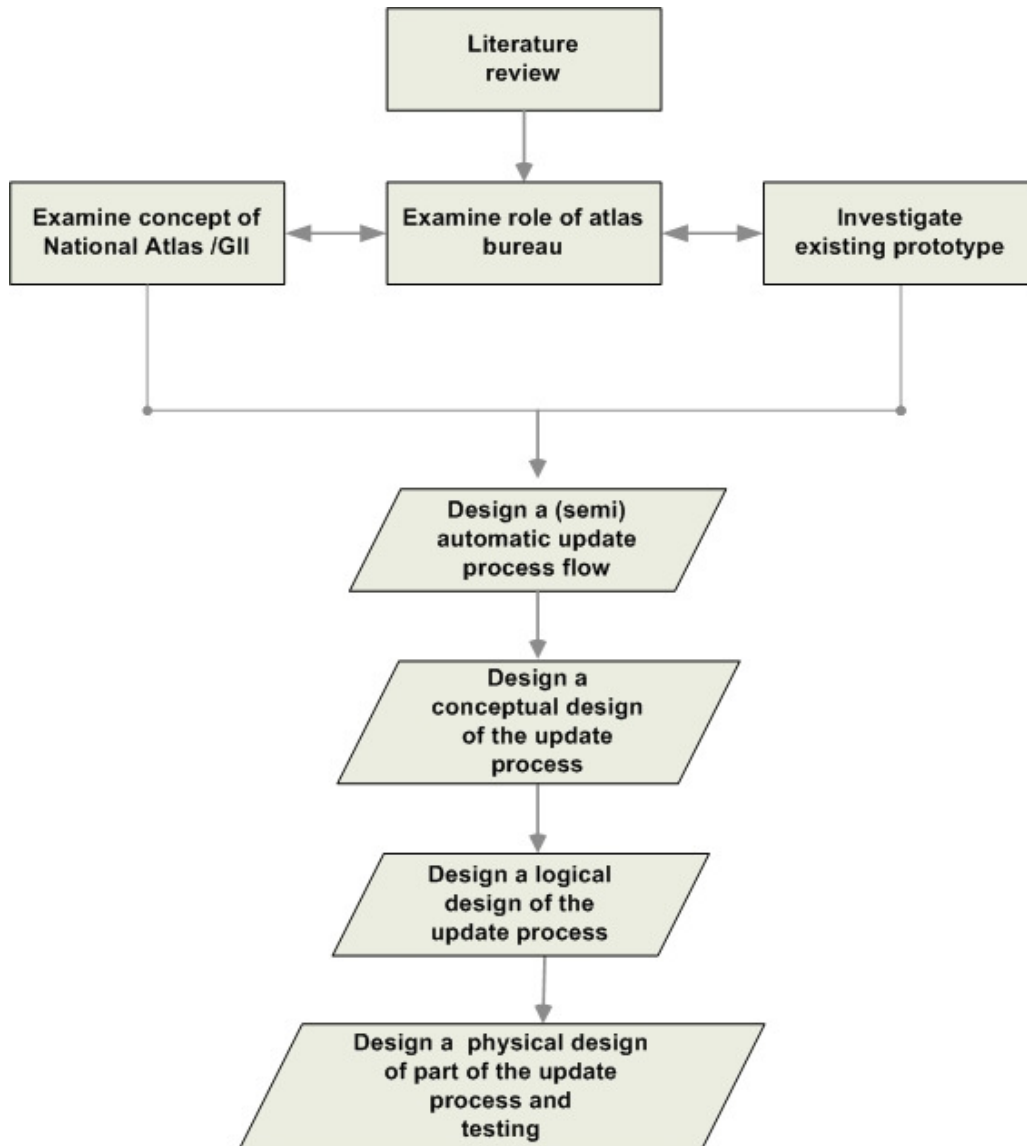 Literature
review
Examine concept of
National Atlas /GII
Examine role of atlas
bureau
Investigate
existing prototype
Design a (semi)
automatic update
process flow
Design a
conceptual design
of the update
process
Design a logical
design of the
update process
Design a  physical design
of part of the update
process and
testing